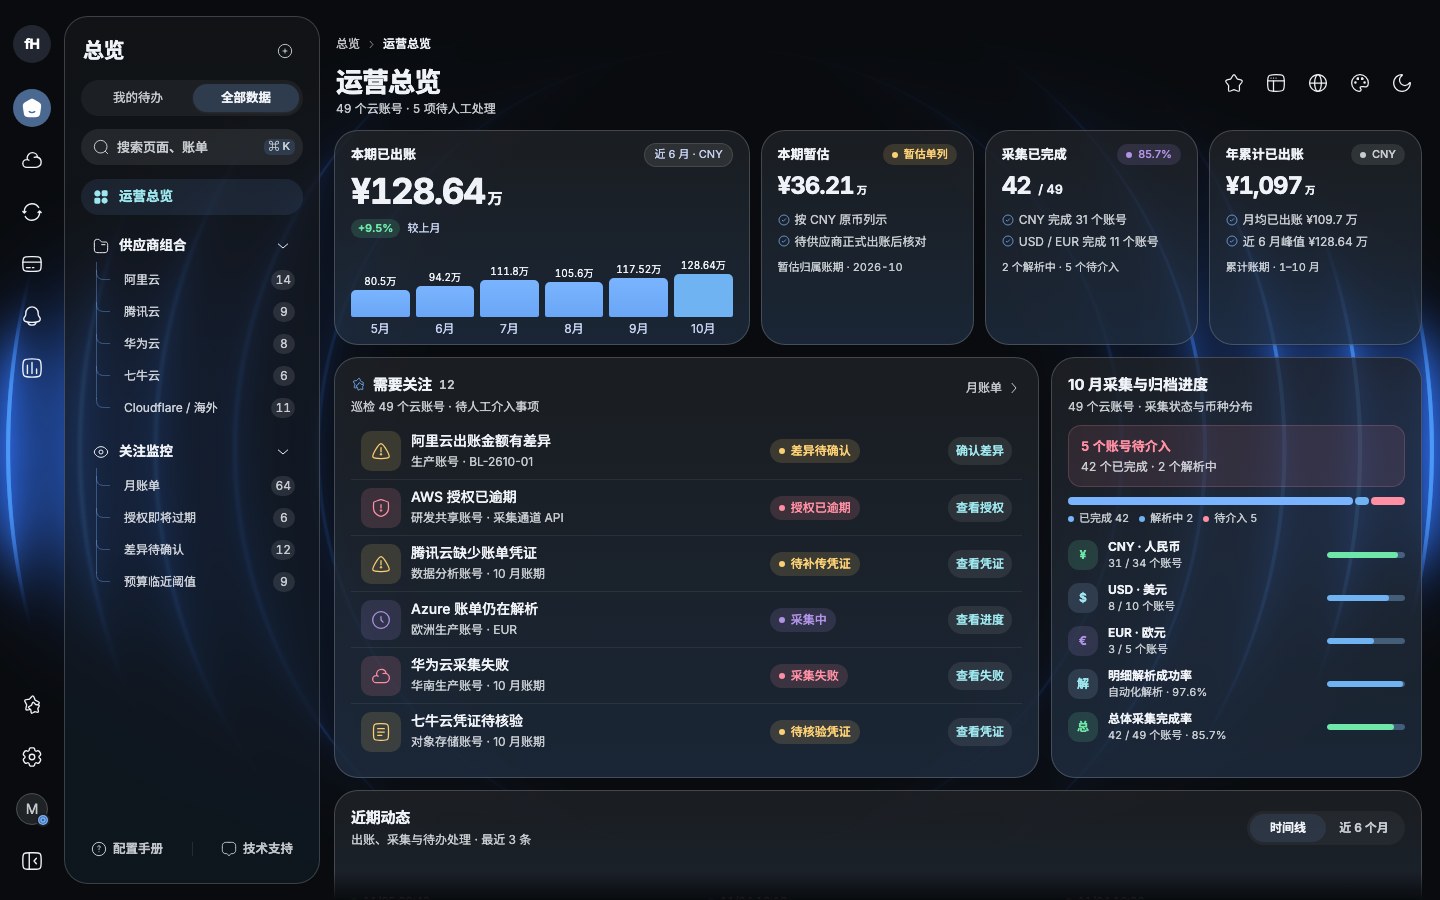 fH
总览
我的待办
全部数据
搜索页面、账单
⌘ K
运营总览
供应商组合
阿里云 14
腾讯云 9
华为云 8
七牛云 6
Cloudflare / 海外 11
关注监控
月账单 64
授权即将过期 6
差异待确认 12
预算临近阈值 9
配置手册
技术支持
M
总览 > 运营总览
运营总览
49 个云账号 · 5 项待人工处理
本期已出账
近 6 月 · CNY
¥128.64 万
+9.5% 较上月
80.5万
94.2万
111.8万
105.6万
117.52万
128.64万
5月
6月
7月
8月
9月
10月
本期暂估
暂估单列
¥36.21 万
按 CNY 原币列示
待供应商正式出账后核对
暂估归属账期 · 2026-10
采集已完成
85.7%
42 / 49
CNY 完成 31 个账号
USD / EUR 完成 11 个账号
2 个解析中 · 5 个待介入
年累计已出账
CNY
¥1,097 万
月均已出账 ¥109.7 万
近 6 月峰值 ¥128.64 万
累计账期 · 1–10 月
需要关注 12
巡检 49 个云账号 · 待人工介入事项
月账单 >
阿里云出账金额有差异
生产账号 · BL-2610-01
差异待确认
确认差异
AWS 授权已逾期
研发共享账号 · 采集通道 API
授权已逾期
查看授权
腾讯云缺少账单凭证
数据分析账号 · 10 月账期
待补传凭证
查看凭证
Azure 账单仍在解析
欧洲生产账号 · EUR
采集中
查看进度
华为云采集失败
华南生产账号 · 10 月账期
采集失败
查看失败
七牛云凭证待核验
对象存储账号 · 10 月账期
待核验凭证
查看凭证
10 月采集与归档进度
49 个云账号 · 采集状态与币种分布
5 个账号待介入
42 个已完成 · 2 个解析中
已完成 42
解析中 2
待介入 5
¥
CNY · 人民币
31 / 34 个账号
$
USD · 美元
8 / 10 个账号
€
EUR · 欧元
3 / 5 个账号
解
明细解析成功率
自动化解析 · 97.6%
总
总体采集完成率
42 / 49 个账号 · 85.7%
近期动态
出账、采集与待办处理 · 最近 3 条
时间线
近 6 个月